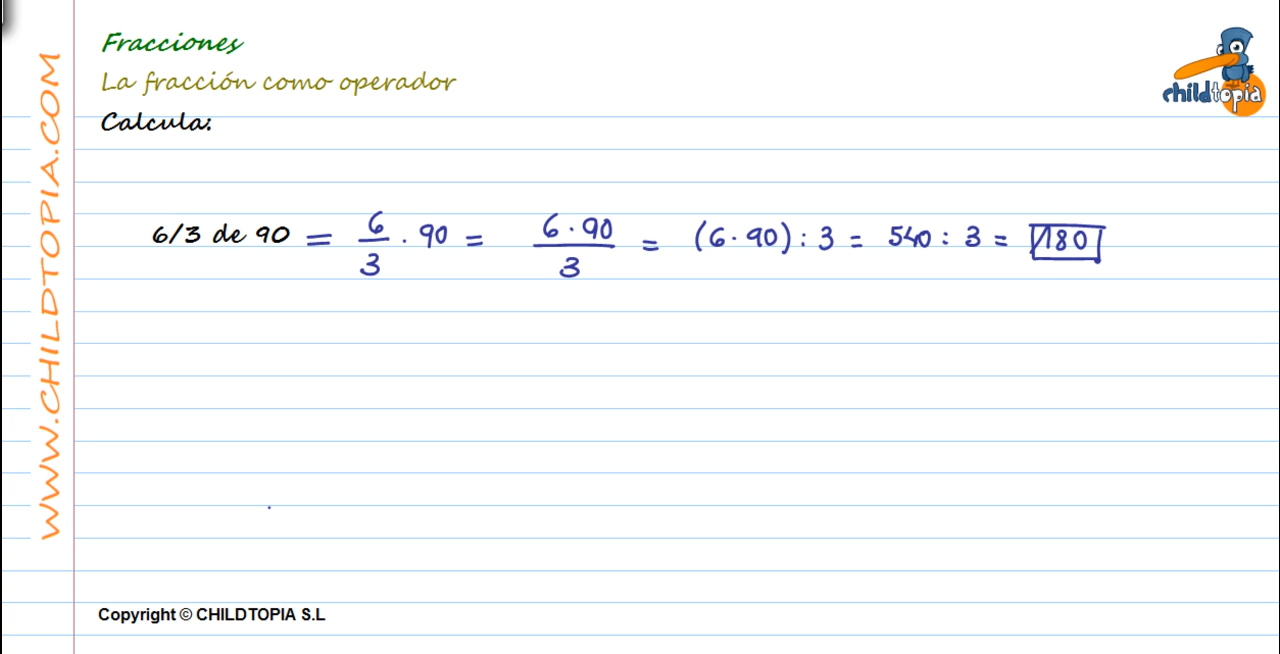 Fracciones
La fracción como operador
Calcula:
childtopia
WWW.CHILDTOPIA.COM
6/3 de 90 = 6/3 · 90 = 6 · 90/3 = (6 · 90) : 3 = 540 : 3 = 180
Copyright © CHILDTOPIA S.L